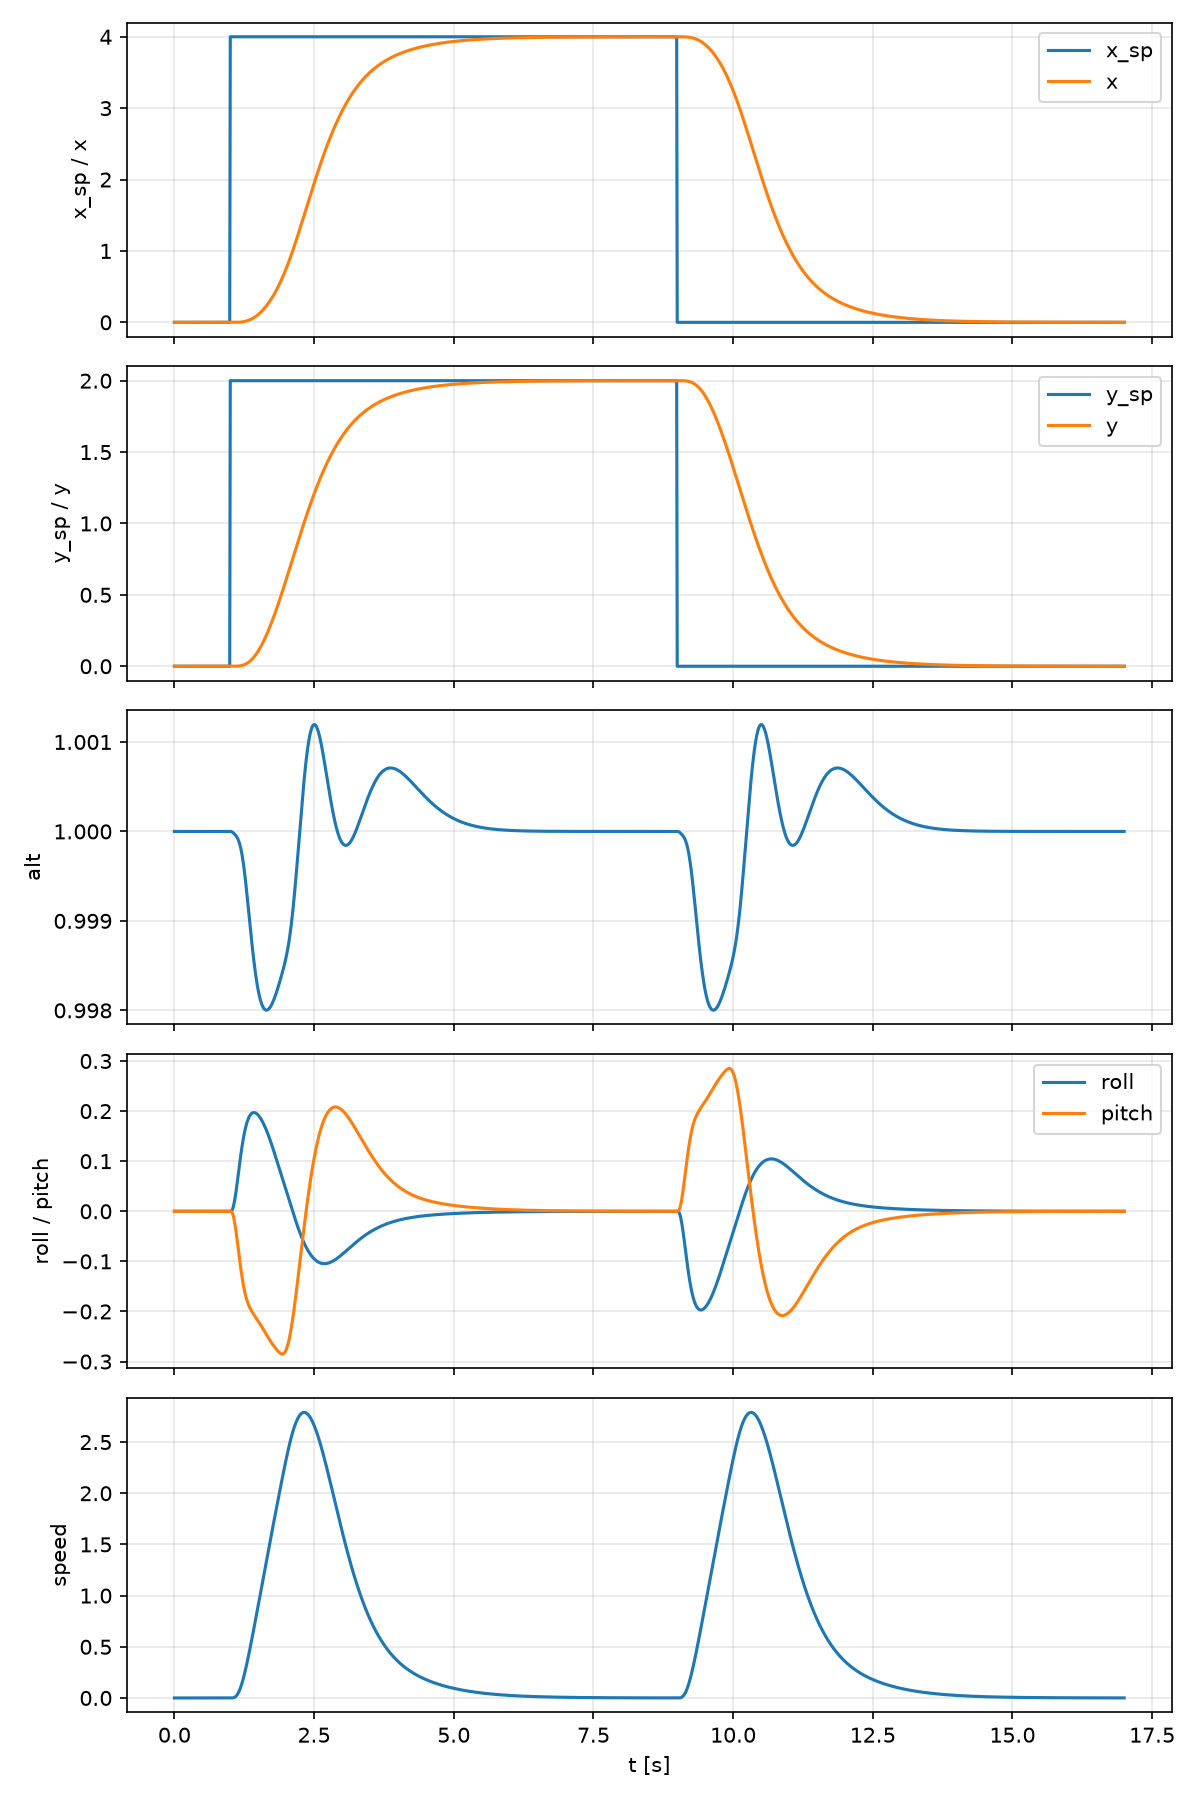 x_sp / x
4
3
2
1
0
x_sp
x
y_sp / y
2.0
1.5
1.0
0.5
0.0
y_sp
y
alt
1.001
1.000
0.999
0.998
roll / pitch
0.3
0.2
0.1
0.0
−0.1
−0.2
−0.3
roll
pitch
speed
2.5
2.0
1.5
1.0
0.5
0.0
0.0 2.5 5.0 7.5 10.0 12.5 15.0 17.5
t [s]